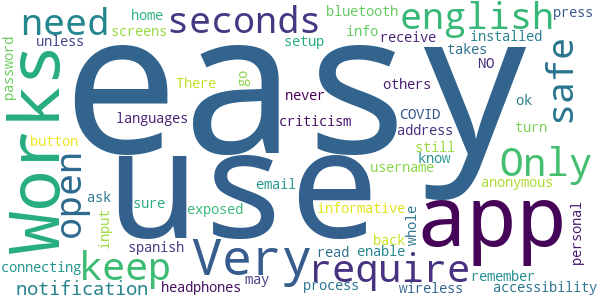 easy
use
app
Works
Very
seconds
english
need
require
keep
Only
safe
open
notification
home
screens
bluetooth
info
press
unless
setup
receive
installed
takes
NO
password
There
go
never
others
ok
languages
criticism
COVID
address
turn
button
still
know
username
anonymous
ask
sure
exposed
email
informative
back
whole
personal
input
spanish
read
enable
connecting
headphones
may
process
wireless
remember
accessibility